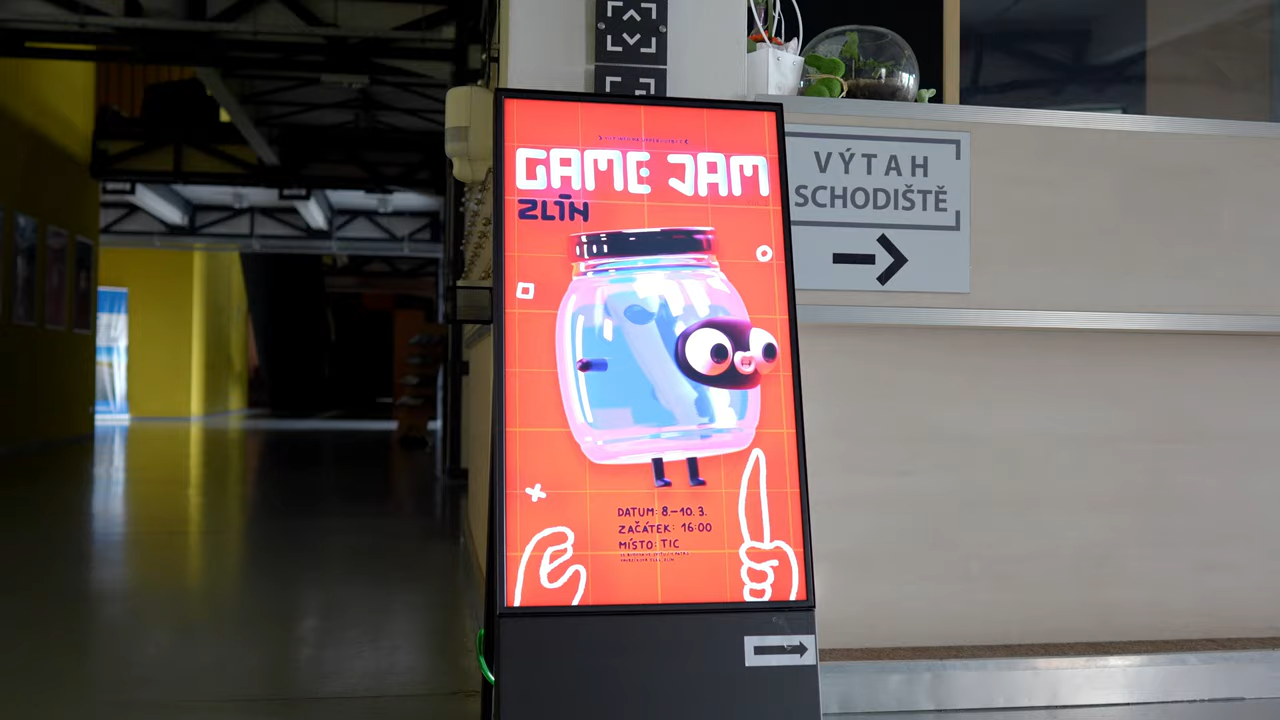 GAME JAM
ZLÍN
DATUM: 8.–10. 3.
ZAČÁTEK: 16:00
MÍSTO: TIC
VÝTAH
SCHODIŠTĚ